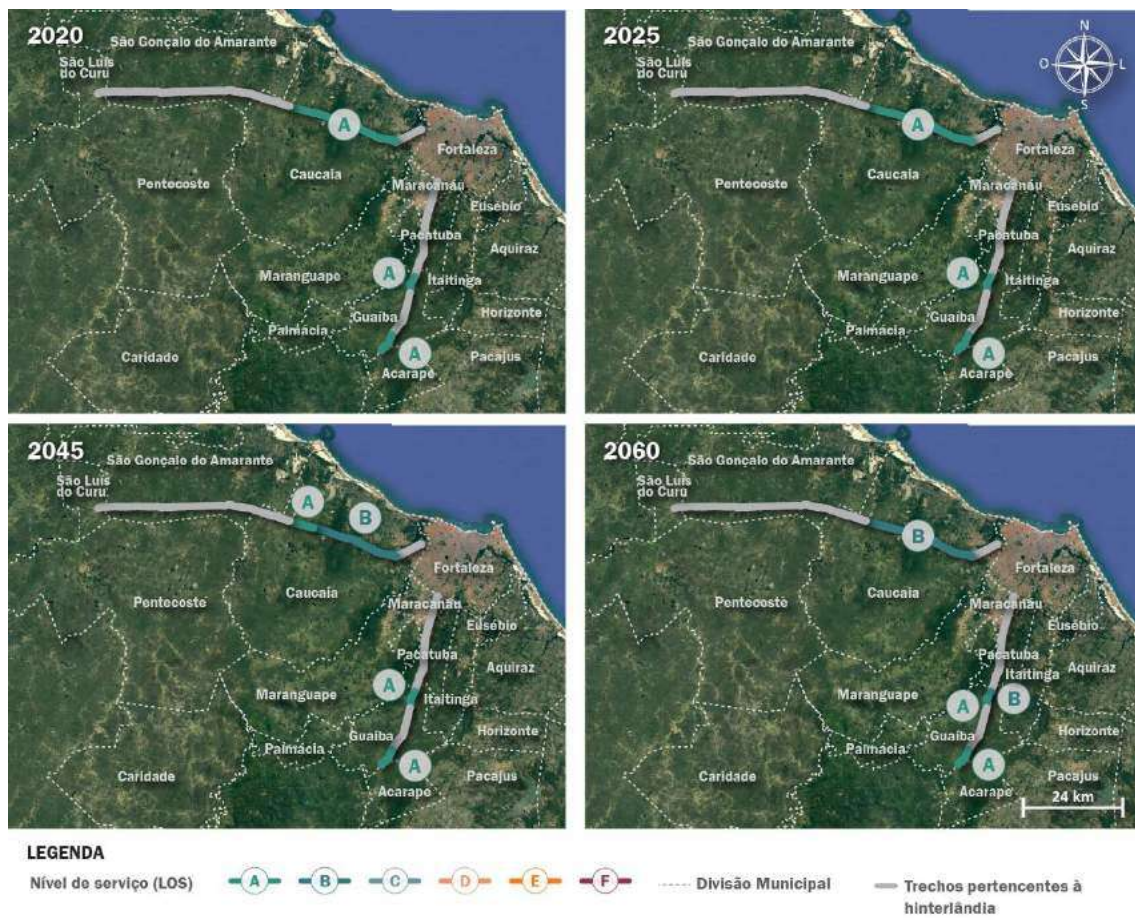 2020
São Gonçalo do Amarante
São Luís
do Curu
A
Fortaleza
Caucaia
Pentecoste
Maracanaú
Eusébio
Pacatuba
Aquiraz
A
Maranguape
Itaitinga
Guaiba
Horizonte
Palmácia
A
Caridade
Pacajus
Acarape
2025
São Gonçalo do Amarante
N
O
L
S
São Luís
do Curu
A
Fortaleza
Caucaia
Pentecoste
Maracanaú
Eusébio
Pacatuba
Aquiraz
A
Maranguape
Itaitinga
Guaiba
Horizonte
Palmácia
A
Caridade
Pacajus
Acarape
2045
São Gonçalo do Amarante
São Luís
do Curu
A
B
Fortaleza
Caucaia
Pentecoste
Maracanaú
Eusébio
Pacatuba
Aquiraz
A
Maranguape
Itaitinga
Guaiba
Horizonte
Palmácia
A
Caridade
Pacajus
Acarape
2060
São Gonçalo do Amarante
São Luís
do Curu
B
Fortaleza
Caucaia
Pentecoste
Maracanaú
Eusébio
Pacatuba
Aquiraz
Itaitinga
Maranguape
A
B
Guaiba
Horizonte
Palmácia
A
Caridade
Pacajus
Acarape
24 km
LEGENDA
Nível de serviço (LOS)
A
B
C
D
E
F
Divisão Municipal
Trechos pertencentes à
hinterlândia